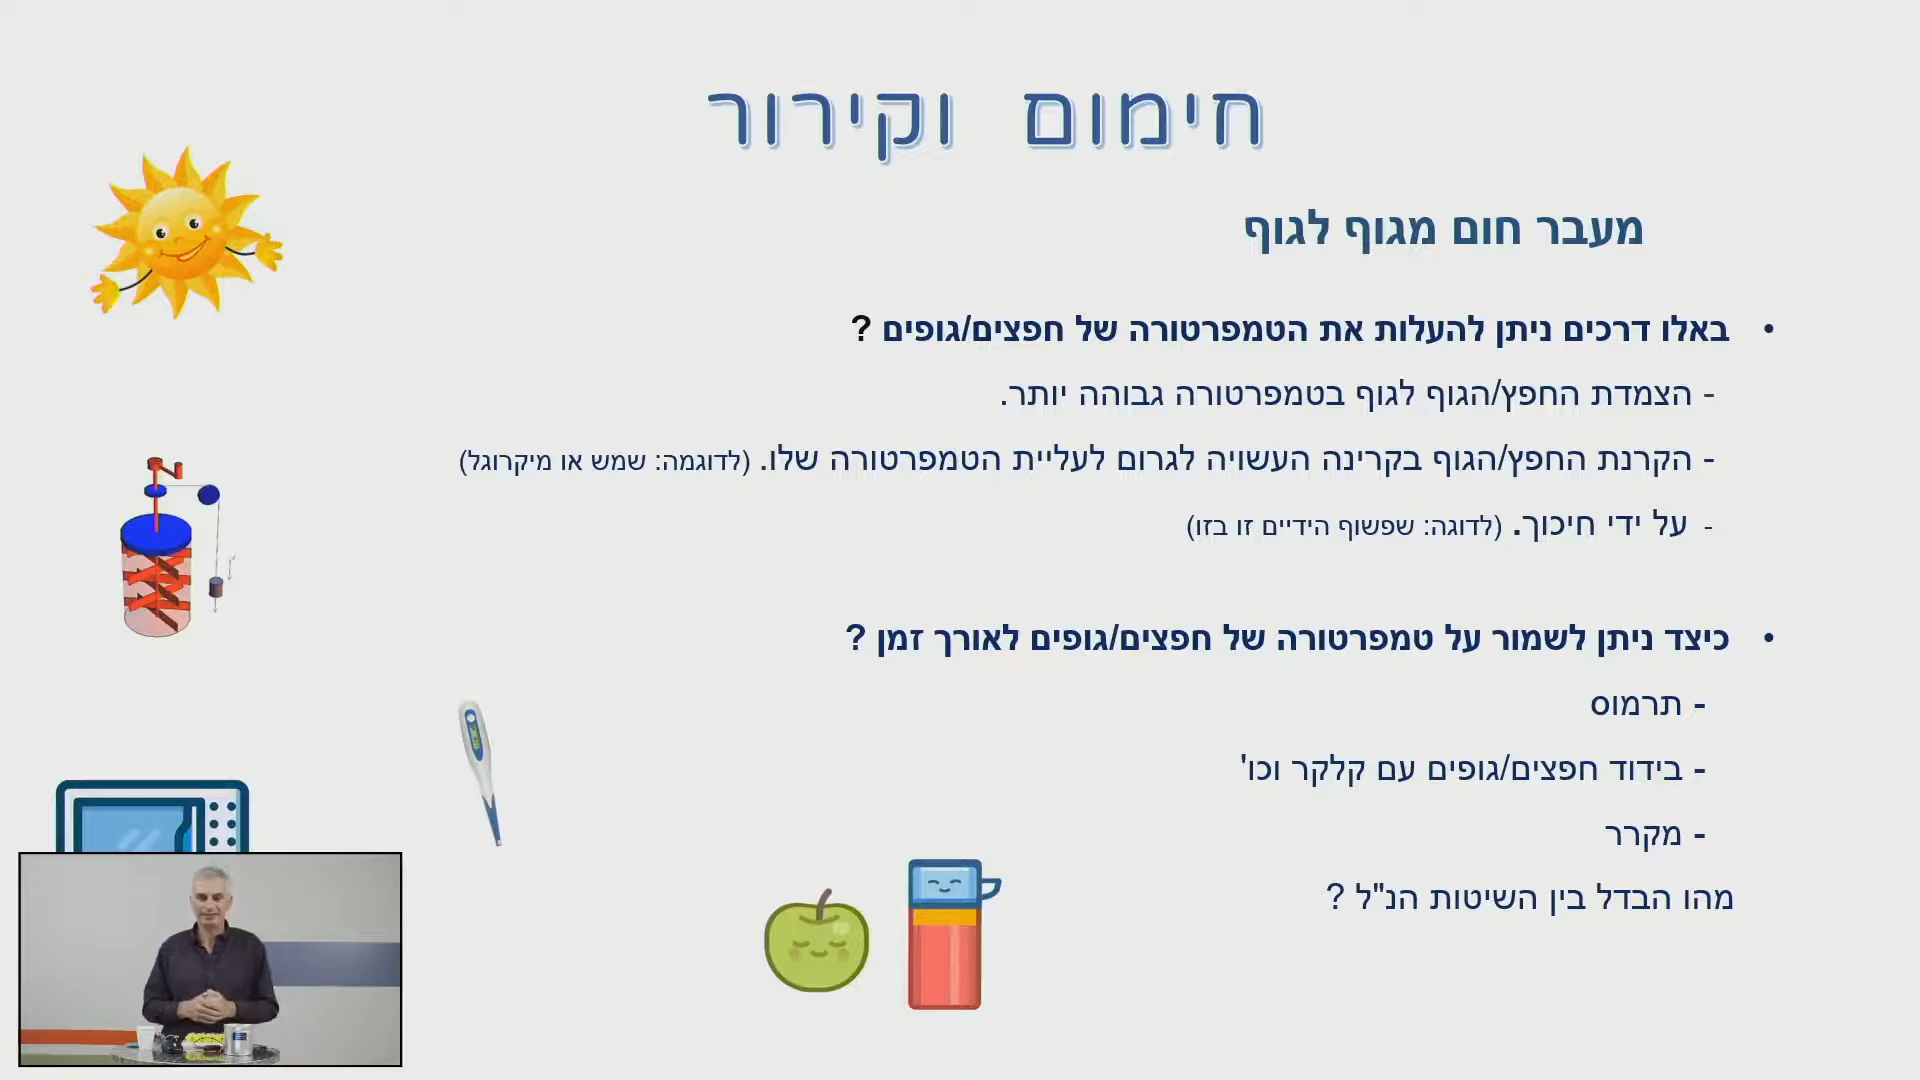 חימום וקירור
מעבר חום מגוף לגוף
• באלו דרכים ניתן להעלות את הטמפרטורה של חפצים/גופים ?
- הצמדת החפץ/הגוף לגוף בטמפרטורה גבוהה יותר.
- הקרנת החפץ/הגוף בקרינה העשויה לגרום לעליית הטמפרטורה שלו. (לדוגמה: שמש או מיקרוגל)
- על ידי חיכוך. (לדוגה: שפשוף הידיים זו בזו)
• כיצד ניתן לשמור על טמפרטורה של חפצים/גופים לאורך זמן ?
- תרמוס
- בידוד חפצים/גופים עם קלקר וכו'
- מקרר
מהו הבדל בין השיטות הנ"ל ?